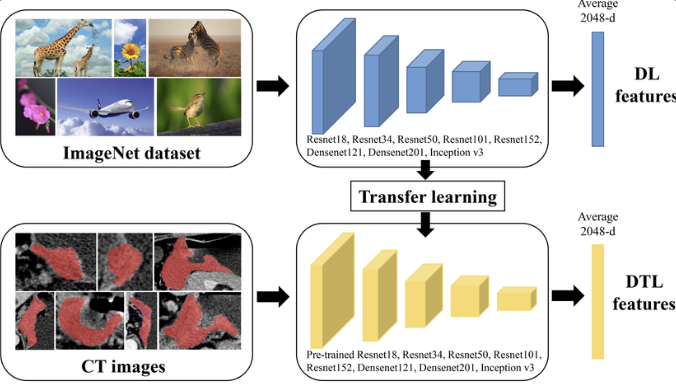 Average
2048-d
DL
features
ImageNet dataset
Resnet18, Resnet34, Resnet50, Resnet101, Resnet152,
Densenet121, Densenet201, Inception v3
Transfer learning
Average
2048-d
DTL
features
CT images
Pre-trained Resnet18, Resnet34, Resnet50, Resnet101,
Resnet152, Densenet121, Densenet201, Inception v3